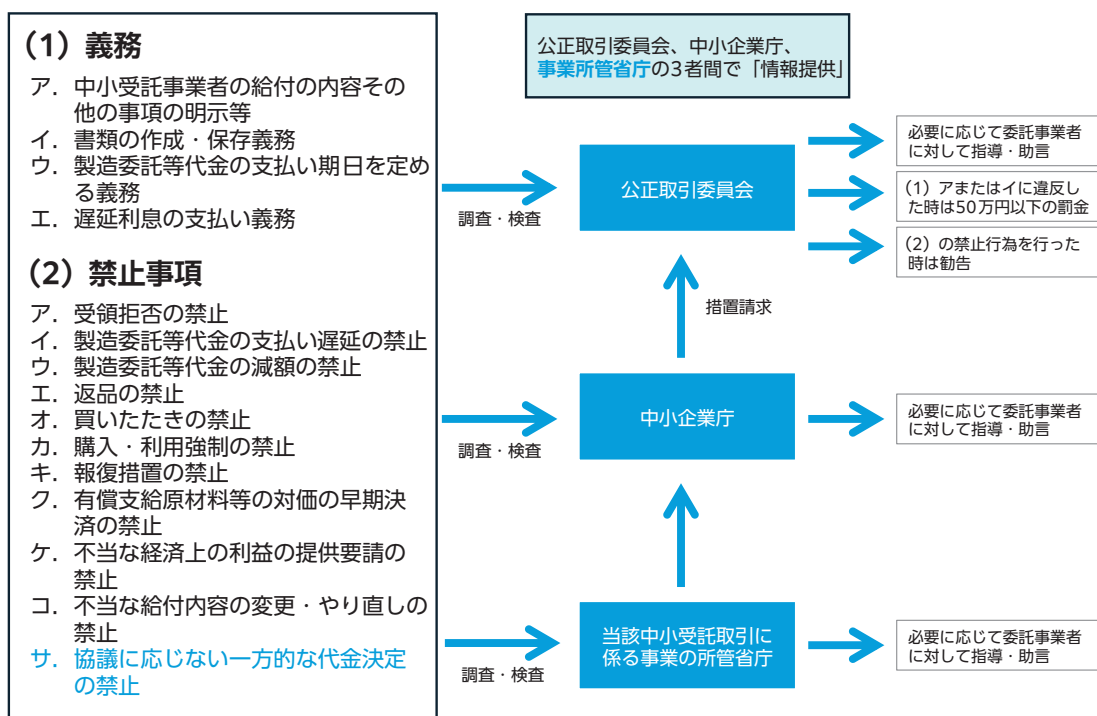 (1) 義務
ア. 中小受託事業者の給付の内容その
他の事項の明示等
イ. 書類の作成・保存義務
ウ. 製造委託等代金の支払い期日を定め
る義務
エ. 遅延利息の支払い義務
(2) 禁止事項
ア. 受領拒否の禁止
イ. 製造委託等代金の支払い遅延の禁止
ウ. 製造委託等代金の減額の禁止
エ. 返品の禁止
オ. 買いたたきの禁止
カ. 購入・利用強制の禁止
キ. 報復措置の禁止
ク. 有償支給原材料等の対価の早期決
済の禁止
ケ. 不当な経済上の利益の提供要請の
禁止
コ. 不当な給付内容の変更・やり直しの
禁止
サ. 協議に応じない一方的な代金決定
の禁止
公正取引委員会、中小企業庁、
事業所管省庁の3者間で「情報提供」
調査・検査
公正取引委員会
必要に応じて委託事業者
に対して指導・助言
(1) アまたはイに違反し
た時は50万円以下の罰金
(2) の禁止行為を行った
時は勧告
措置請求
調査・検査
中小企業庁
必要に応じて委託事業者
に対して指導・助言
調査・検査
当該中小受託取引に
係る事業の所管省庁
必要に応じて委託事業者
に対して指導・助言